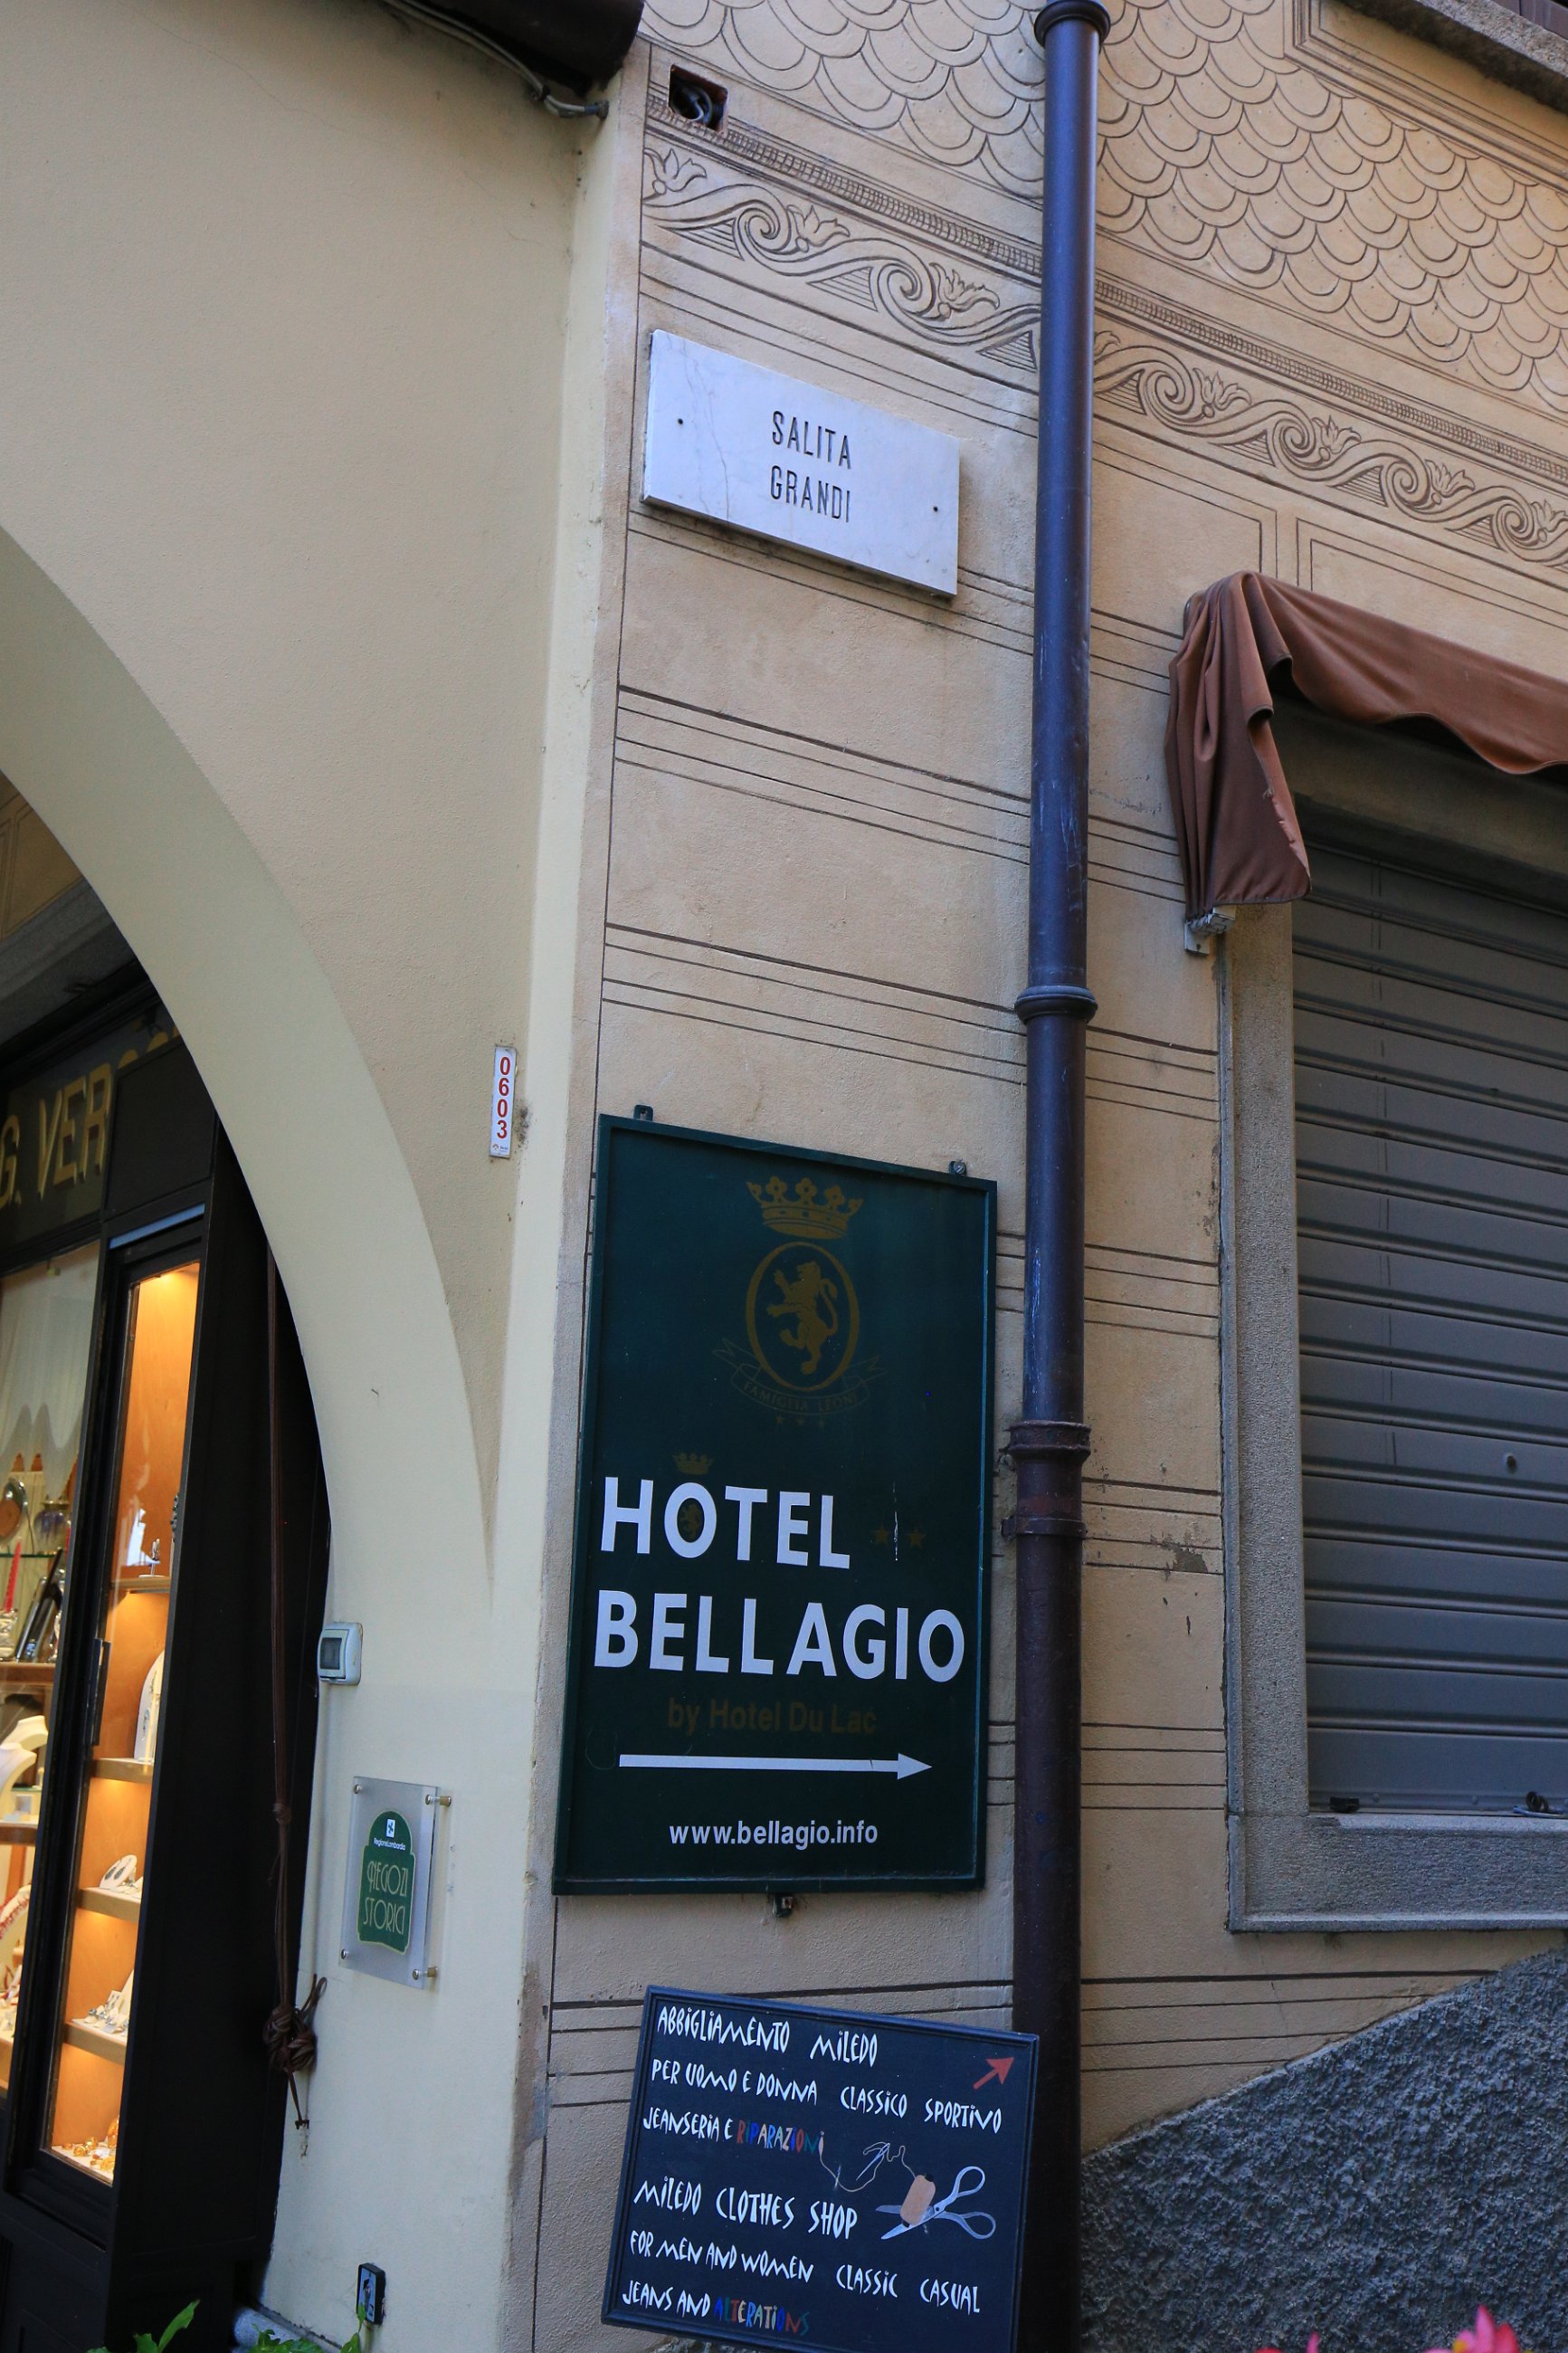 SALITA
GRANDI
0603
G. VER
FAMIGLIA LEONI
HOTEL
BELLAGIO
by Hotel Du Lac
www.bellagio.info
RegioneLombardia
NEGOZI
STORICI
ABBIGLIAMENTO MILEDO
PER UOMO E DONNA CLASSICO SPORTIVO
JEANSERIA E RIPARAZIONI
MILEDO CLOTHES SHOP
FOR MEN AND WOMEN CLASSIC CASUAL
JEANS AND ALTERATIONS